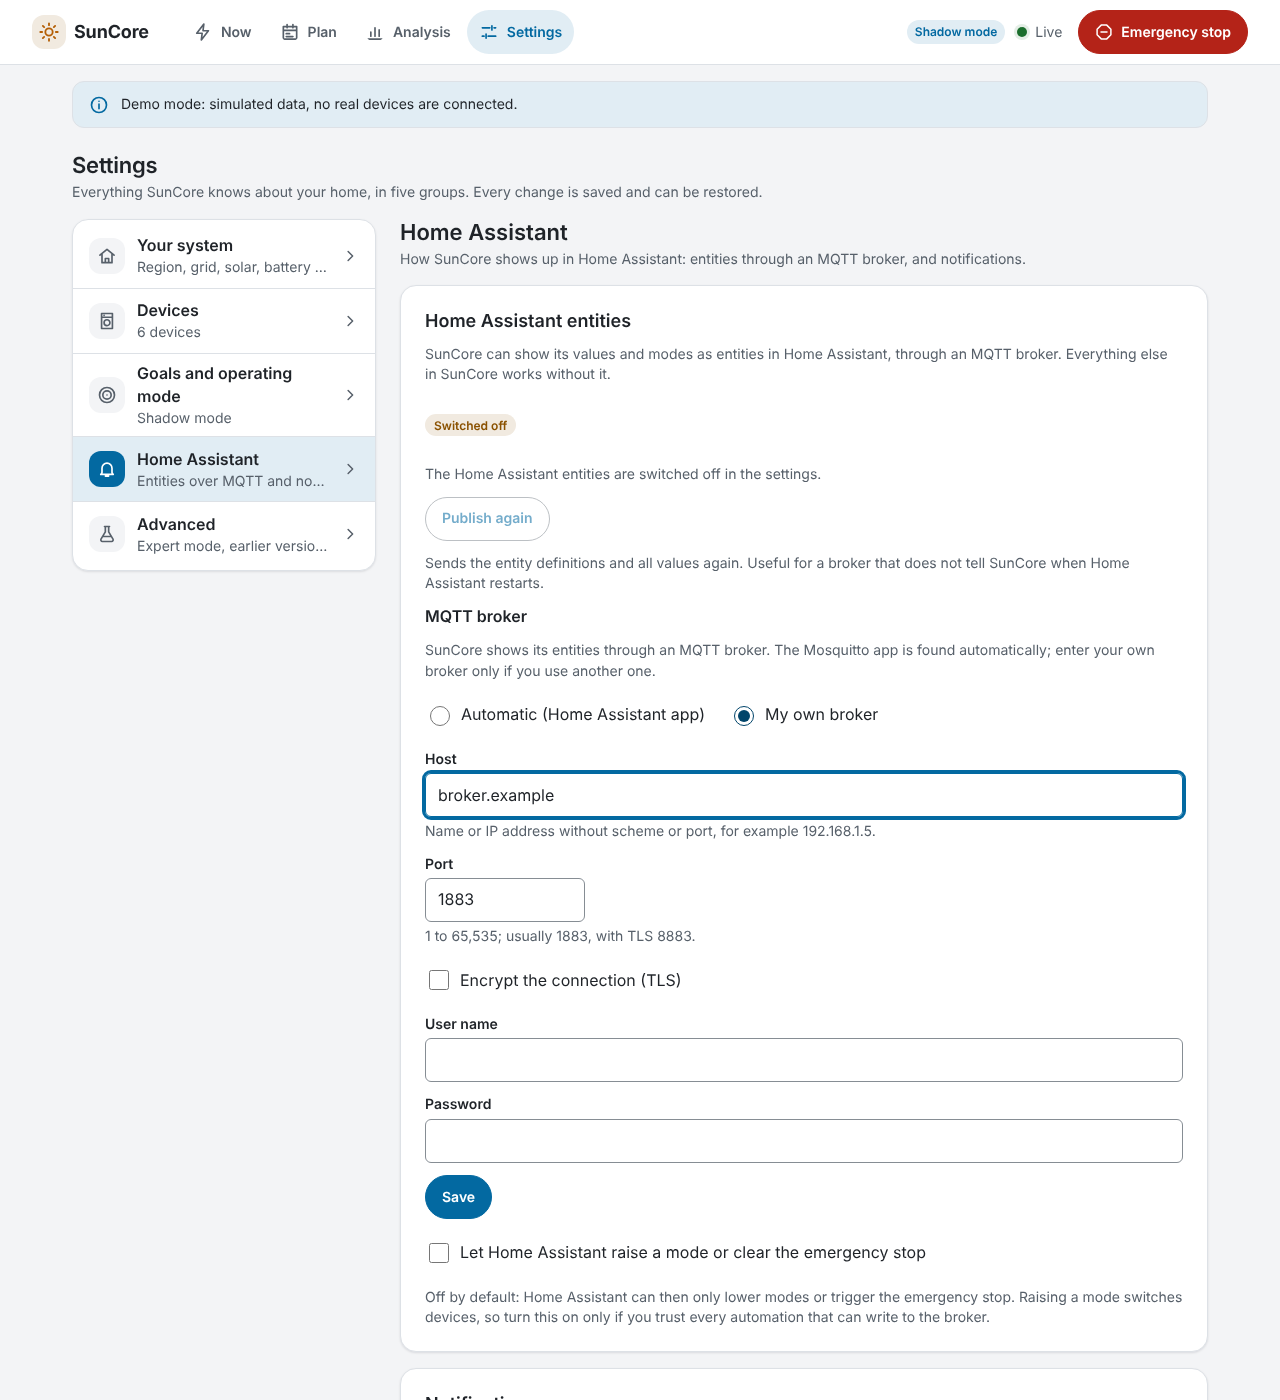 SunCore
Now
Plan
Analysis
Settings
Shadow mode
Live
Emergency stop
Demo mode: simulated data, no real devices are connected.
Settings
Everything SunCore knows about your home, in five groups. Every change is saved and can be restored.
Your system
Region, grid, solar, battery ...
Devices
6 devices
Goals and operating
mode
Shadow mode
Home Assistant
Entities over MQTT and no...
Advanced
Expert mode, earlier versio...
Home Assistant
How SunCore shows up in Home Assistant: entities through an MQTT broker, and notifications.
Home Assistant entities
SunCore can show its values and modes as entities in Home Assistant, through an MQTT broker. Everything else
in SunCore works without it.
Switched off
The Home Assistant entities are switched off in the settings.
Publish again
Sends the entity definitions and all values again. Useful for a broker that does not tell SunCore when Home
Assistant restarts.
MQTT broker
SunCore shows its entities through an MQTT broker. The Mosquitto app is found automatically; enter your own
broker only if you use another one.
Automatic (Home Assistant app)
My own broker
Host
broker.example
Name or IP address without scheme or port, for example 192.168.1.5.
Port
1883
1 to 65,535; usually 1883, with TLS 8883.
Encrypt the connection (TLS)
User name
Password
Save
Let Home Assistant raise a mode or clear the emergency stop
Off by default: Home Assistant can then only lower modes or trigger the emergency stop. Raising a mode switches
devices, so turn this on only if you trust every automation that can write to the broker.